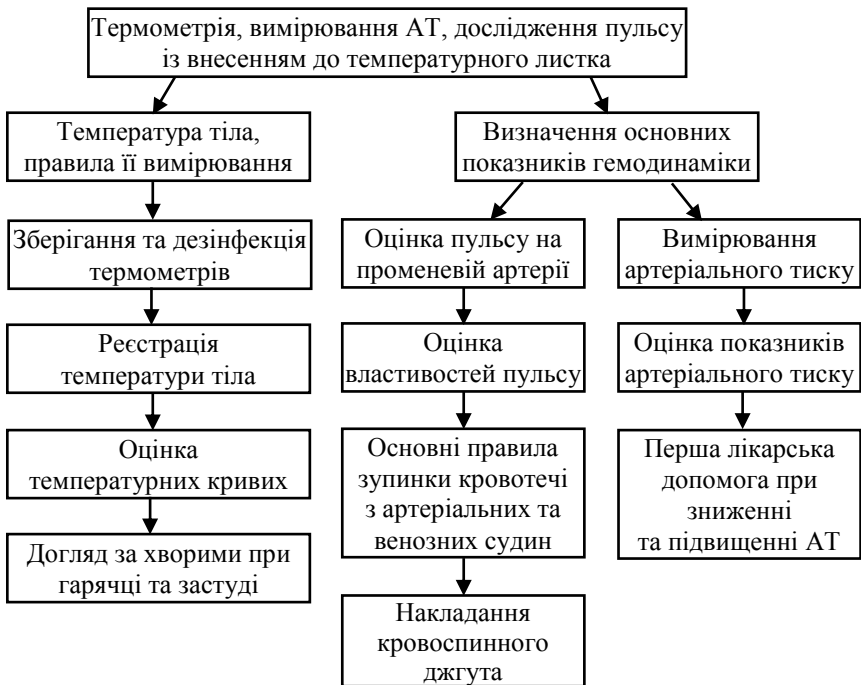 Термометрія, вимірювання АТ, дослідження пульсу
із внесенням до температурного листка
Температура тіла,
правила її вимірювання
Визначення основних
показників гемодинаміки
Зберігання та дезінфекція
термометрів
Оцінка пульсу на
променевій артерії
Вимірювання
артеріального тиску
Реєстрація
температури тіла
Оцінка
властивостей пульсу
Оцінка показників
артеріального тиску
Оцінка
температурних кривих
Основні правила
зупинки кровотечі
з артеріальних та
венозних судин
Перша лікарська
допомога при
зниженні
та підвищенні АТ
Догляд за хворими при
гарячці та застуді
Накладання
кровоспинного
джгута